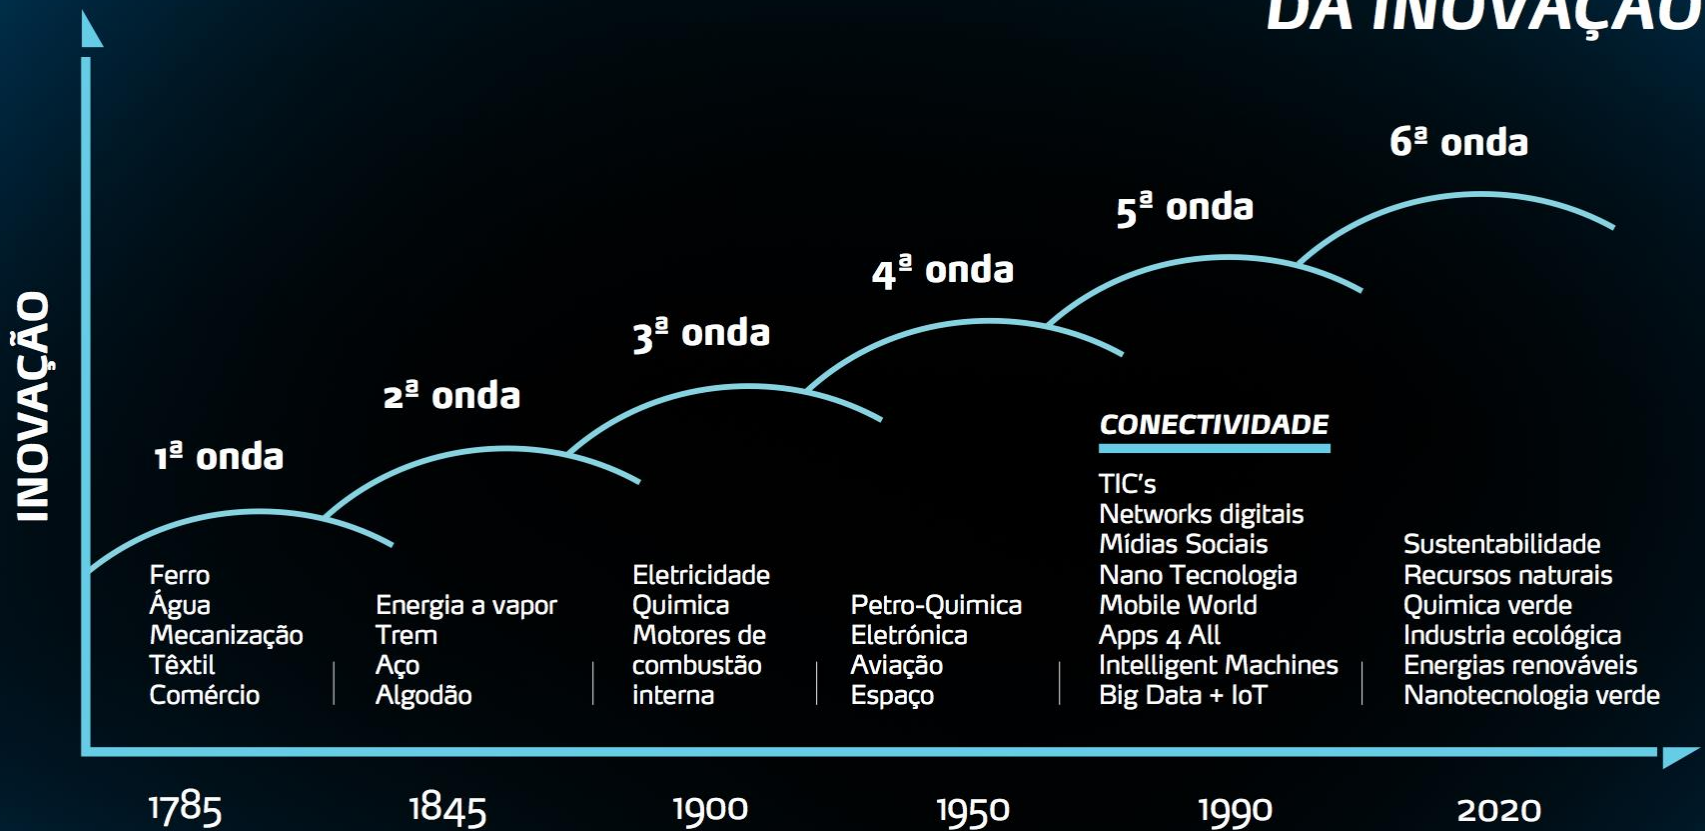 DA INOVAÇÃO
6ª onda
5ª onda
4ª onda
3ª onda
2ª onda
1ª onda
INOVAÇÃO
Ferro
Água
Mecanização
Têxtil
Comércio
Energia a vapor
Trem
Aço
Algodão
Eletricidade
Quimica
Motores de
combustão
interna
Petro-Quimica
Eletrónica
Aviação
Espaço
CONECTIVIDADE
TIC's
Networks digitais
Mídias Sociais
Nano Tecnologia
Mobile World
Apps 4 All
Intelligent Machines
Big Data + IoT
Sustentabilidade
Recursos naturais
Quimica verde
Industria ecológica
Energias renováveis
Nanotecnologia verde
1785
1845
1900
1950
1990
2020